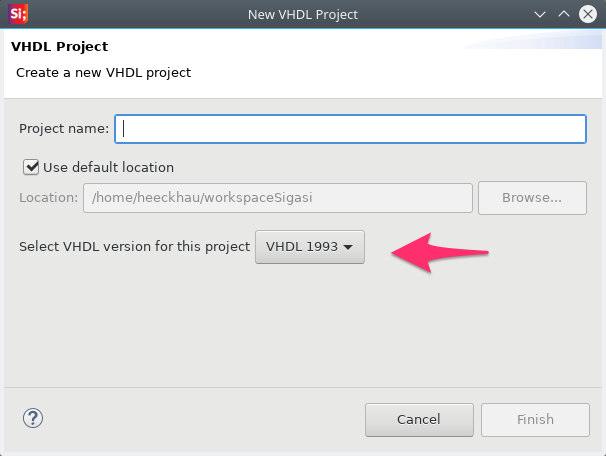 Si;
New VHDL Project
VHDL Project
Create a new VHDL project
Project name:
Use default location
Location: /home/heeckhau/workspaceSigasi Browse...
Select VHDL version for this project VHDL 1993
? Cancel Finish